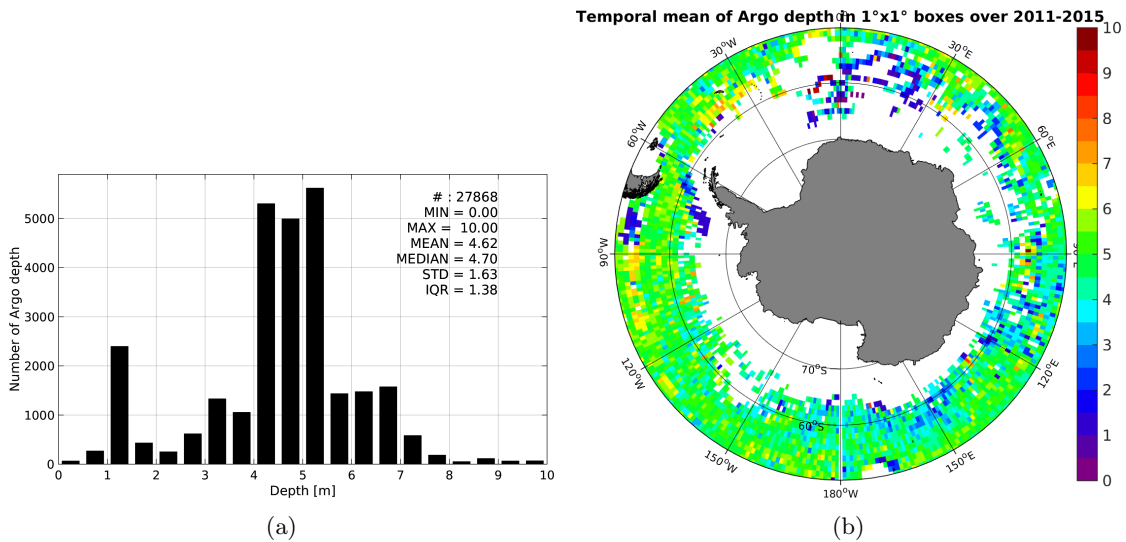 Temporal mean of Argo depth in 1°x1° boxes over 2011-2015
# : 27868
MIN = 0.00
MAX = 10.00
MEAN = 4.62
MEDIAN = 4.70
STD = 1.63
IQR = 1.38
Number of Argo depth
5000
4000
3000
2000
1000
0
0 1 2 3 4 5 6 7 8 9 10
Depth [m]
(a)
30°W
30°E
60°W
60°E
90°W
120°W
120°E
150°W
150°E
180°W
70°S
60°S
10
9
8
7
6
5
4
3
2
1
0
(b)